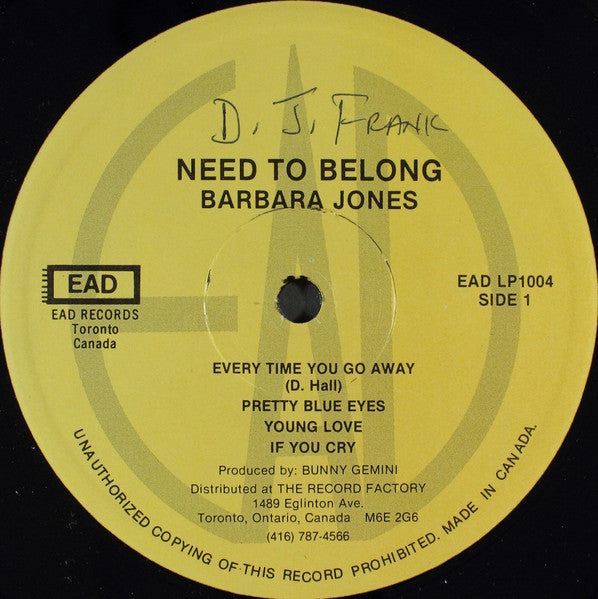 D. J. FRANK
NEED TO BELONG
BARBARA JONES
EAD
EAD RECORDS
Toronto
Canada
EAD LP1004
SIDE 1
EVERY TIME YOU GO AWAY
(D. Hall)
PRETTY BLUE EYES
YOUNG LOVE
IF YOU CRY
Produced by: BUNNY GEMINI
Distributed at THE RECORD FACTORY
1489 Eglinton Ave.
Toronto, Ontario, Canada M6E 2G6
(416) 787-4566
UNAUTHORIZED COPYING OF THIS RECORD PROHIBITED. MADE IN CANADA.
EAD